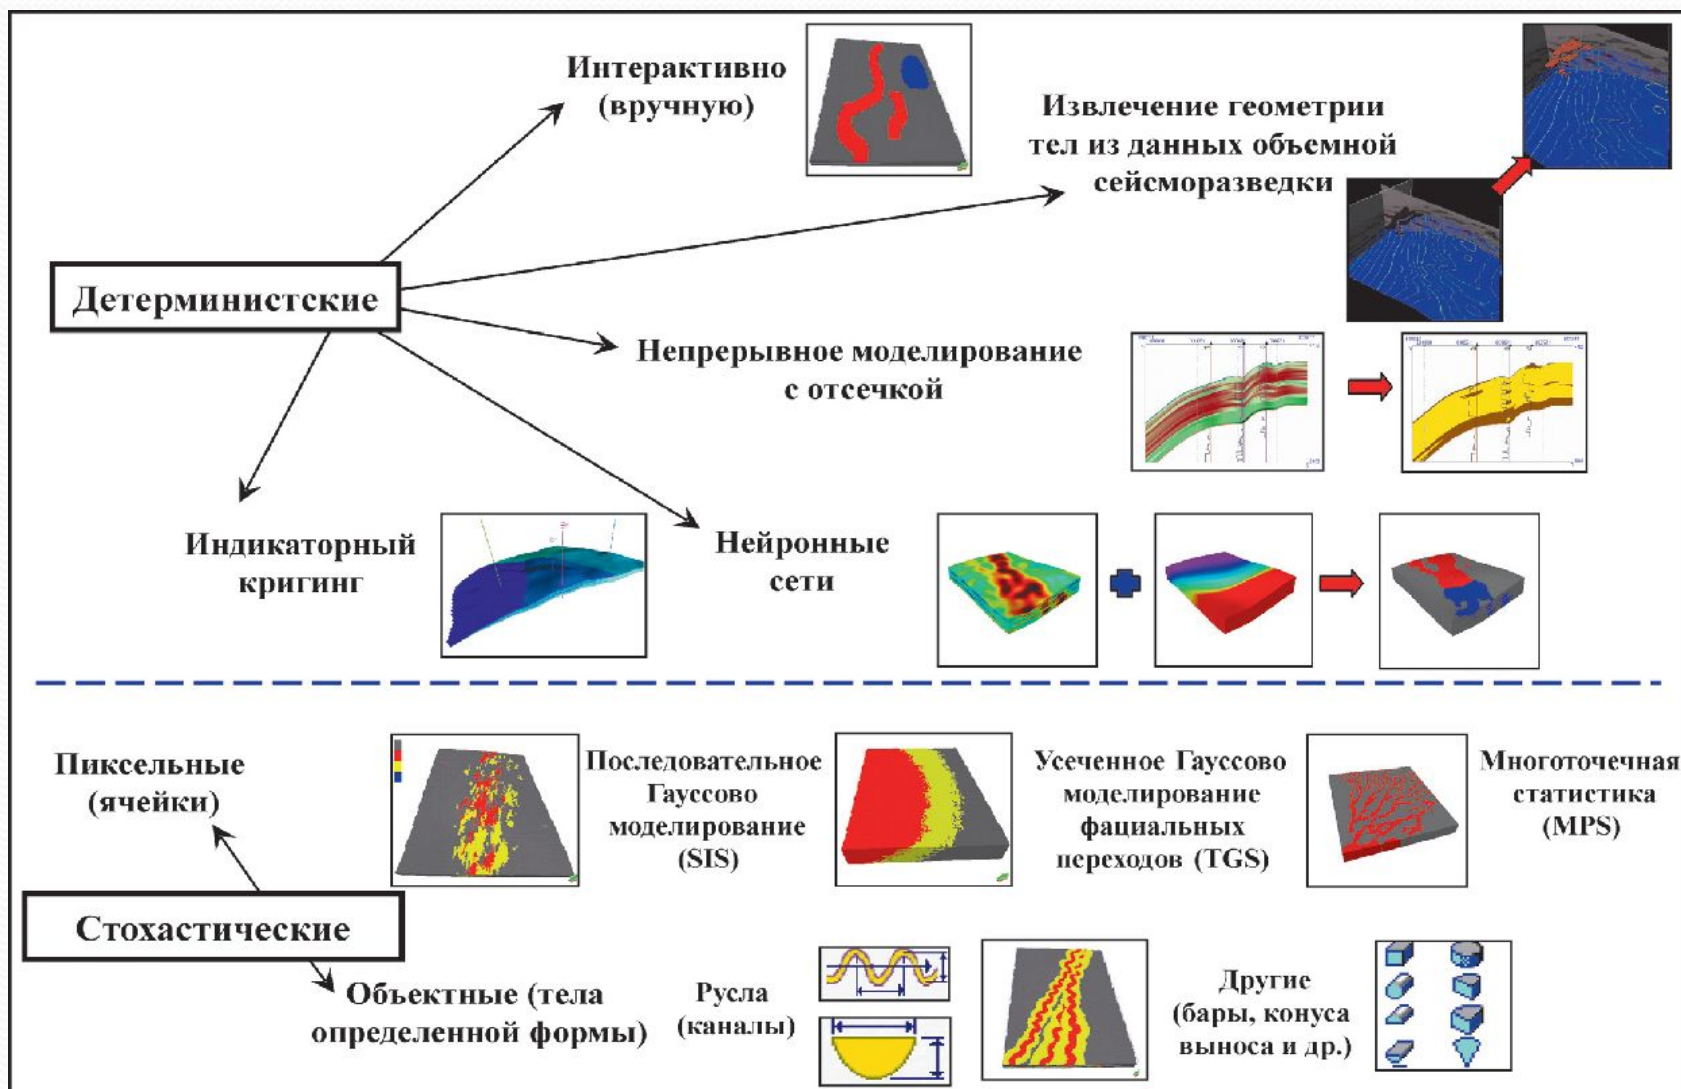 Интерактивно
(вручную)
Извлечение геометрии
тел из данных объемной
сейсморазведки
Детерминистские
Непрерывное моделирование
с отсечкой
Индикаторный
кригинг
Нейронные
сети
Пиксельные
(ячейки)
Последовательное
Гауссово
моделирование
(SIS)
Усеченное Гауссово
моделирование
фациальных
переходов (TGS)
Многоточечная
статистика
(MPS)
Стохастические
Объектные (тела
определенной формы)
Русла
(каналы)
Другие
(бары, конуса
выноса и др.)